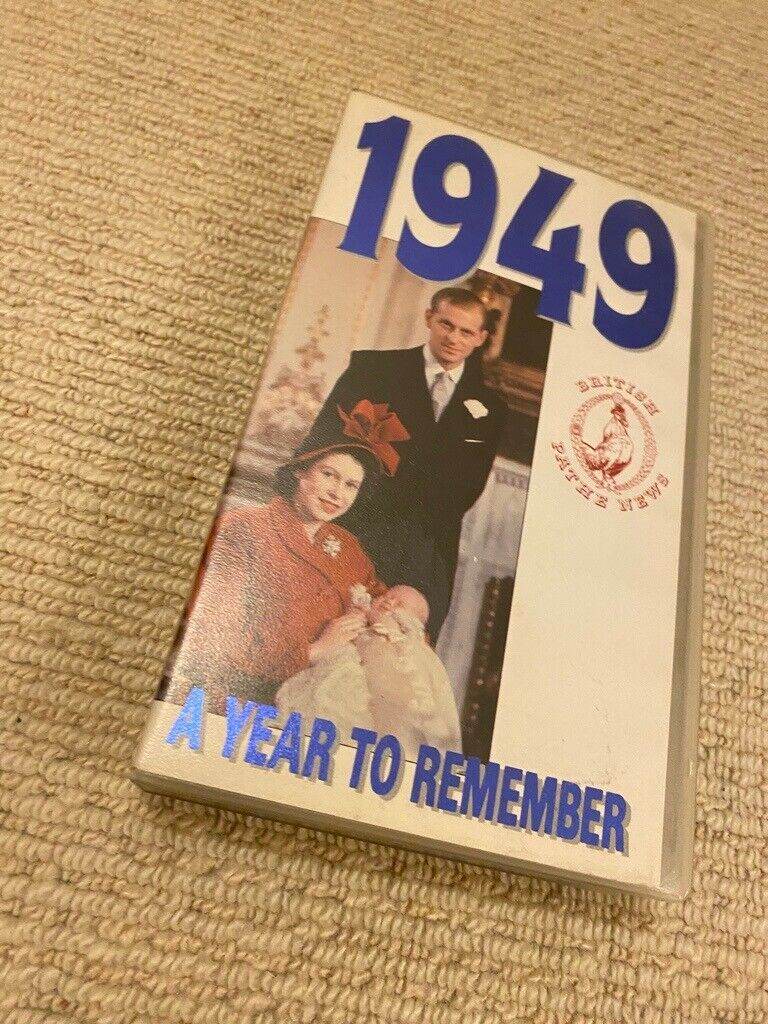 1949
BRITISH
PATHE NEWS
A YEAR TO REMEMBER